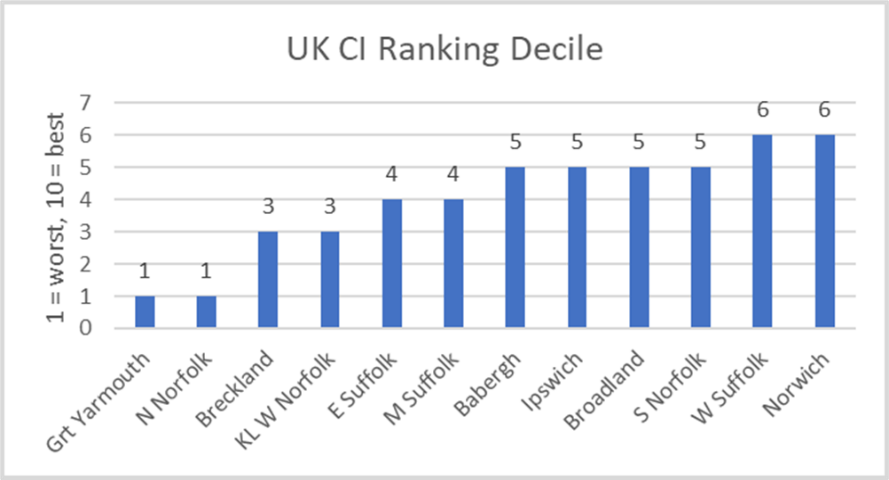 UK CI Ranking Decile
1 = worst, 10 = best
7
6
5
4
3
2
1
0
1
1
3
3
4
4
5
5
5
5
6
6
Grt Yarmouth
N Norfolk
Breckland
KL W Norfolk
E Suffolk
M Suffolk
Babergh
Ipswich
Broadland
S Norfolk
W Suffolk
Norwich